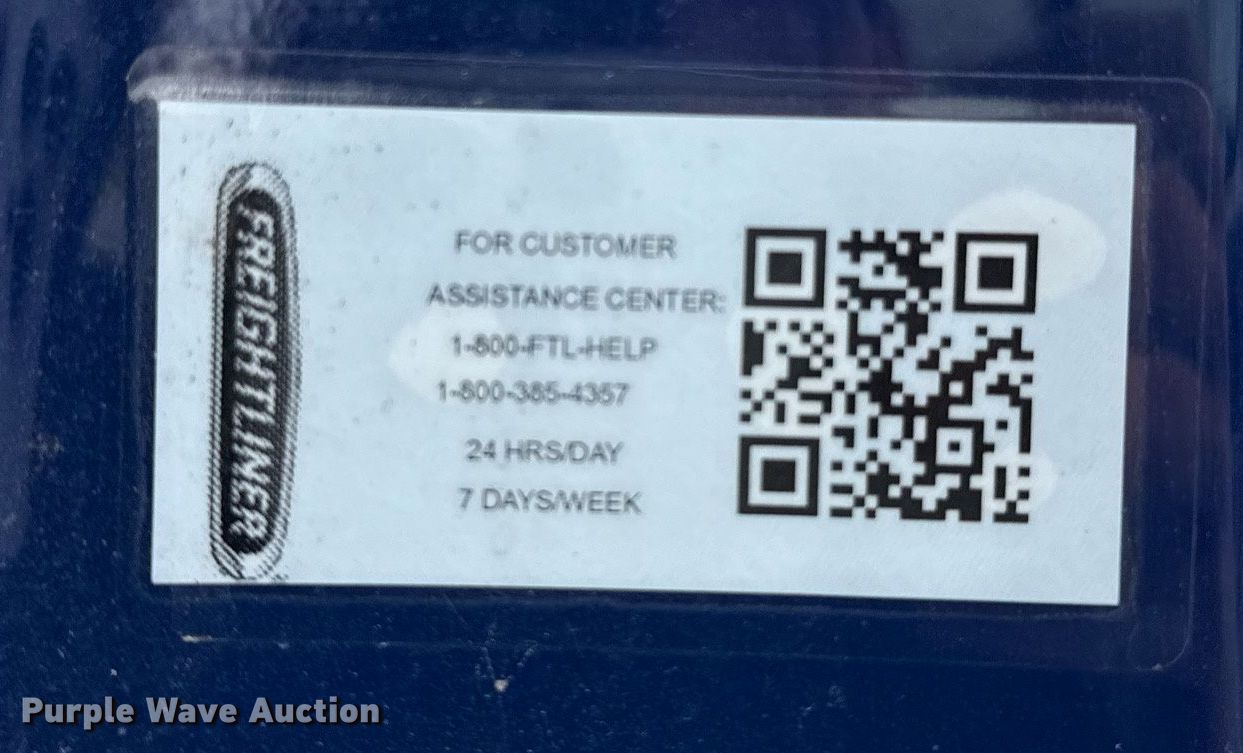 FREIGHTLINER
FOR CUSTOMER
ASSISTANCE CENTER:
1-800-FTL-HELP
1-800-385-4357
24 HRS/DAY
7 DAYS/WEEK
Purple Wave Auction